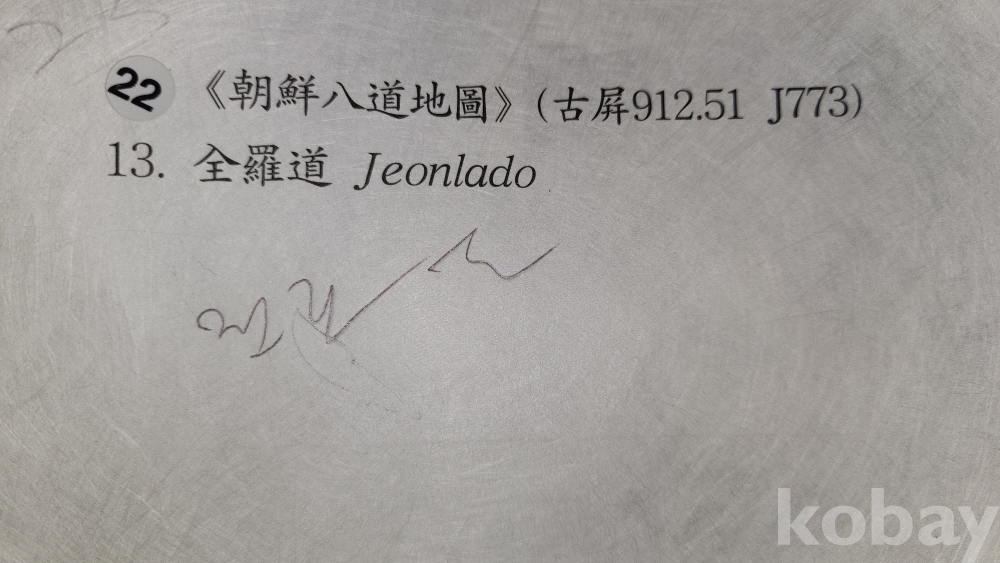 22 《朝鮮八道地圖》(古屛912.51 J773)
13. 全羅道 Jeonlado
kobay